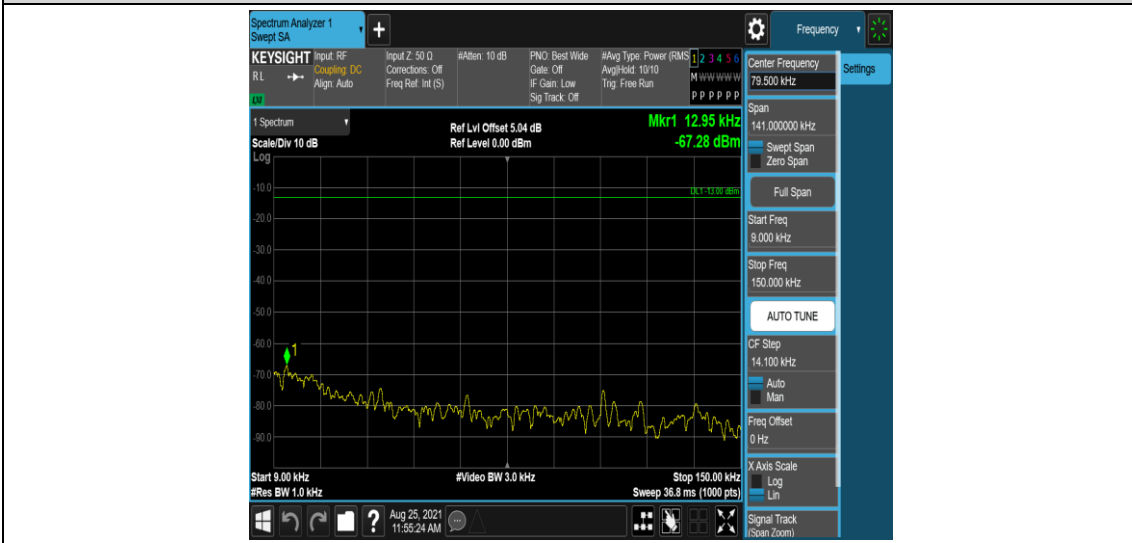 Spectrum Analyzer 1
Swept SA
+
Frequency
KEYSIGHT
Input: RF
Coupling: DC
Align: Auto
Input Z: 50 Ω
Corrections: Off
Freq Ref: Int (S)
#Atten: 10 dB
PNO: Best Wide
Gate: Off
IF Gain: Low
Sig Track: Off
#Avg Type: Power (RMS
Avg|Hold: 10/10
Trig: Free Run
1 2 3 4 5 6
M W W W W W
P P P P P P
R L
LXI
1 Spectrum
Scale/Div 10 dB
Log
Ref Lvl Offset 5.04 dB
Ref Level 0.00 dBm
Mkr1 12.95 kHz
-67.28 dBm
DL1 -13.00 dBm
-10.0
-20.0
-30.0
-40.0
-50.0
-60.0
-70.0
-80.0
-90.0
1
Start 9.00 kHz
#Res BW 1.0 kHz
#Video BW 3.0 kHz
Stop 150.00 kHz
Sweep 36.8 ms (1000 pts)
?
Aug 25, 2021
11:55:24 AM
Center Frequency
79.500 kHz
Settings
Span
141.000000 kHz
Swept Span
Zero Span
Full Span
Start Freq
9.000 kHz
Stop Freq
150.000 kHz
AUTO TUNE
CF Step
14.100 kHz
Auto
Man
Freq Offset
0 Hz
X Axis Scale
Log
Lin
Signal Track
(Span Zoom)